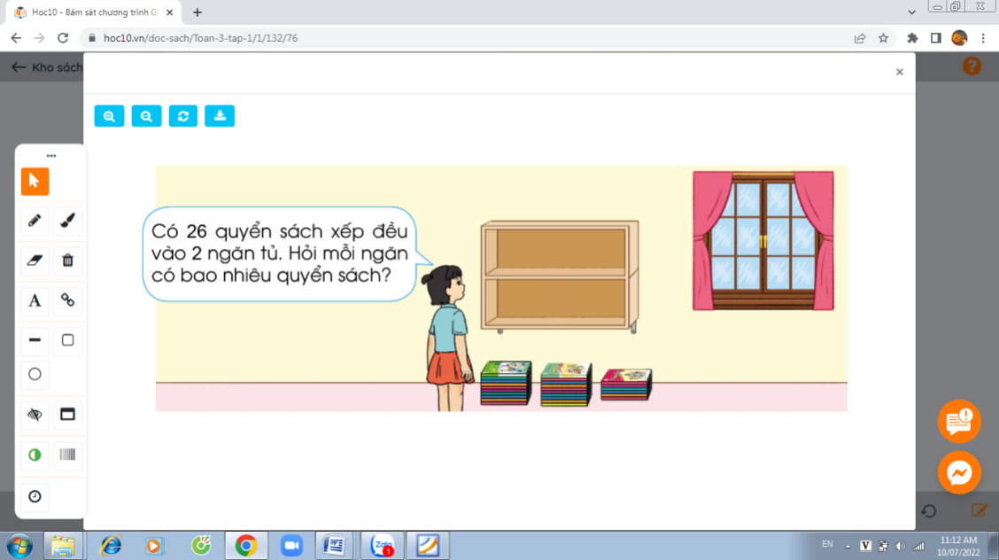 Hoc10 - Bám sát chương trình G
hoc10.vn/doc-sach/Toan-3-tap-1/1/132/76
Kho sách
Có 26 quyển sách xếp đều
vào 2 ngăn tủ. Hỏi mỗi ngăn
có bao nhiêu quyển sách?
A
Zalo
1
EN
V
11:12 AM
10/07/2022